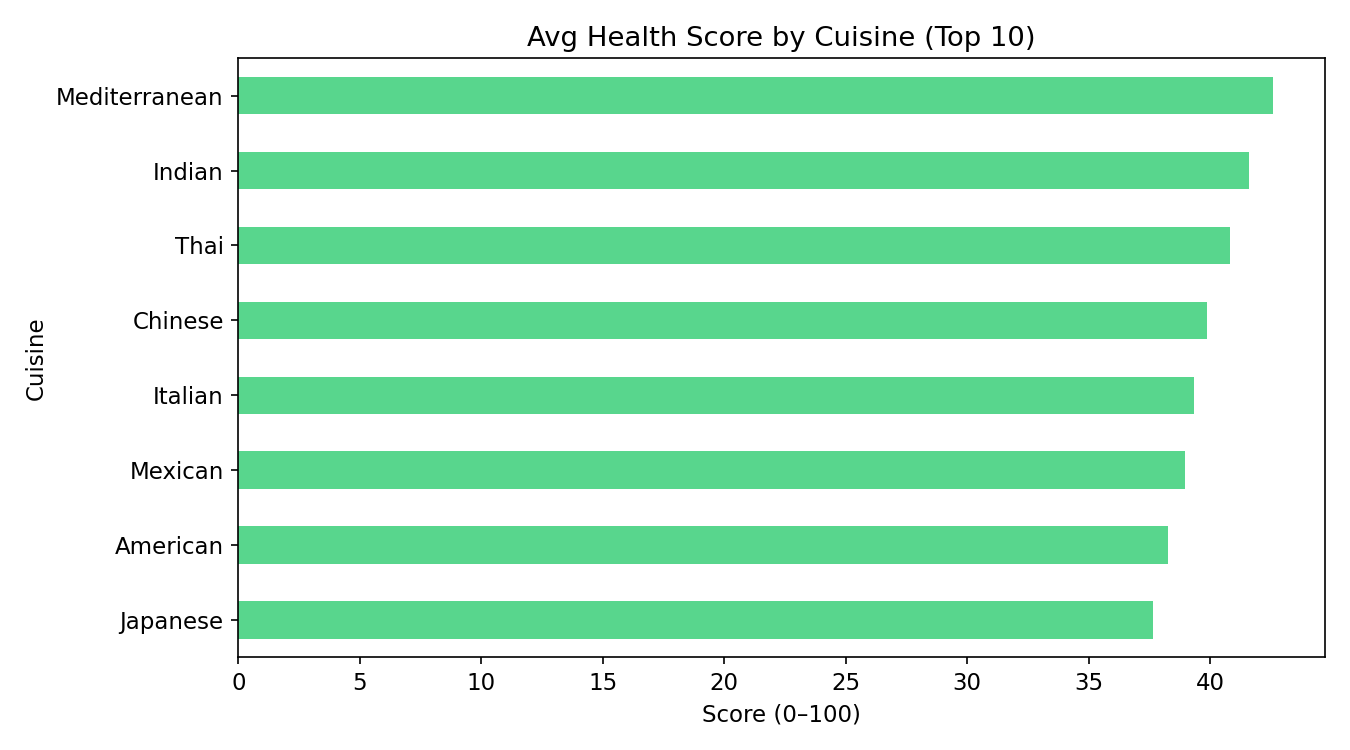 Avg Health Score by Cuisine (Top 10)
Cuisine
Mediterranean
Indian
Thai
Chinese
Italian
Mexican
American
Japanese
0 5 10 15 20 25 30 35 40
Score (0–100)